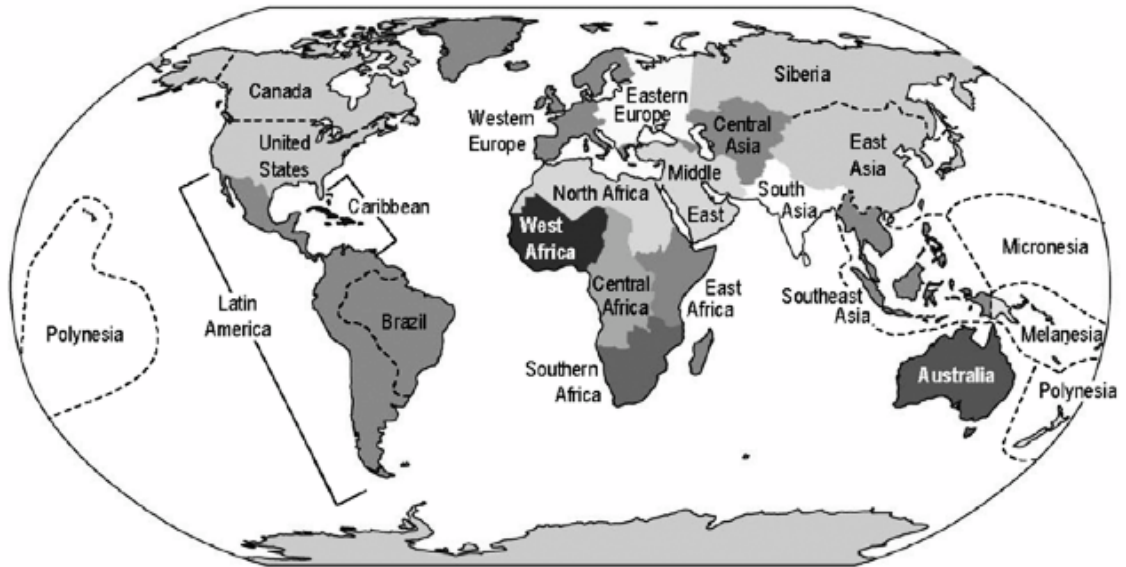 Canada
United
States
Caribbean
Latin
America
Brazil
Polynesia
Western
Europe
Eastern
Europe
Siberia
Central
Asia
East
Asia
Middle
East
South
Asia
North Africa
West
Africa
Central
Africa
East
Africa
Southern
Africa
Southeast
Asia
Micronesia
Melanesia
Australia
Polynesia